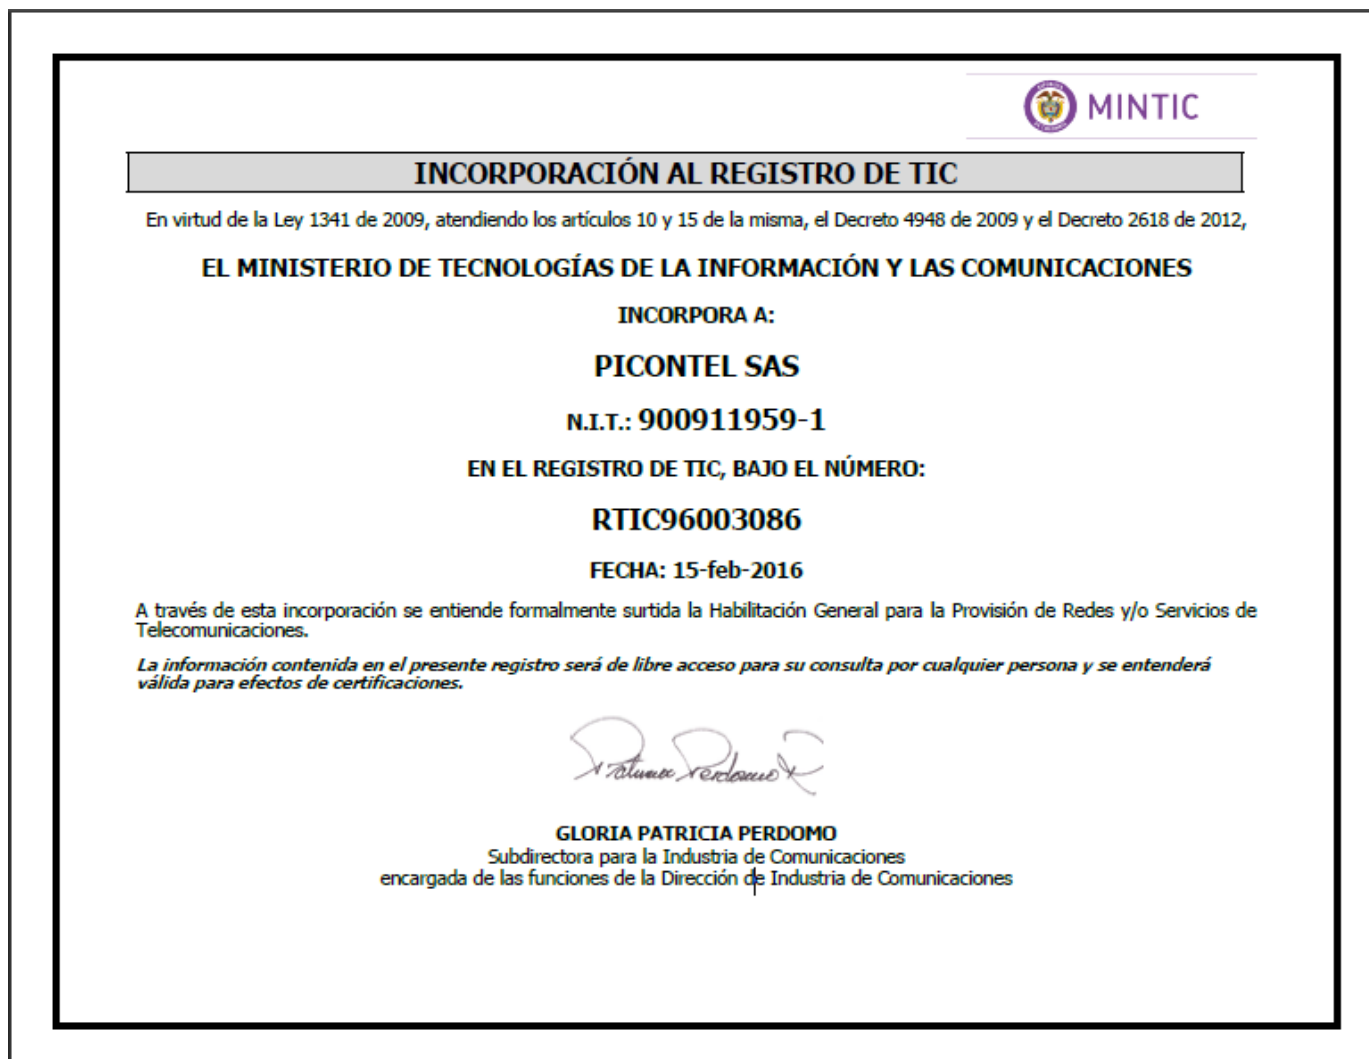 MINTIC
INCORPORACIÓN AL REGISTRO DE TIC
En virtud de la Ley 1341 de 2009, atendiendo los artículos 10 y 15 de la misma, el Decreto 4948 de 2009 y el Decreto 2618 de 2012,
EL MINISTERIO DE TECNOLOGÍAS DE LA INFORMACIÓN Y LAS COMUNICACIONES
INCORPORA A:
PICONTEL SAS
N.I.T.: 900911959-1
EN EL REGISTRO DE TIC, BAJO EL NÚMERO:
RTIC96003086
FECHA: 15-feb-2016
A través de esta incorporación se entiende formalmente surtida la Habilitación General para la Provisión de Redes y/o Servicios de
Telecomunicaciones.
La información contenida en el presente registro será de libre acceso para su consulta por cualquier persona y se entenderá
válida para efectos de certificaciones.
Patricia Perdomo R
GLORIA PATRICIA PERDOMO
Subdirectora para la Industria de Comunicaciones
encargada de las funciones de la Dirección de Industria de Comunicaciones